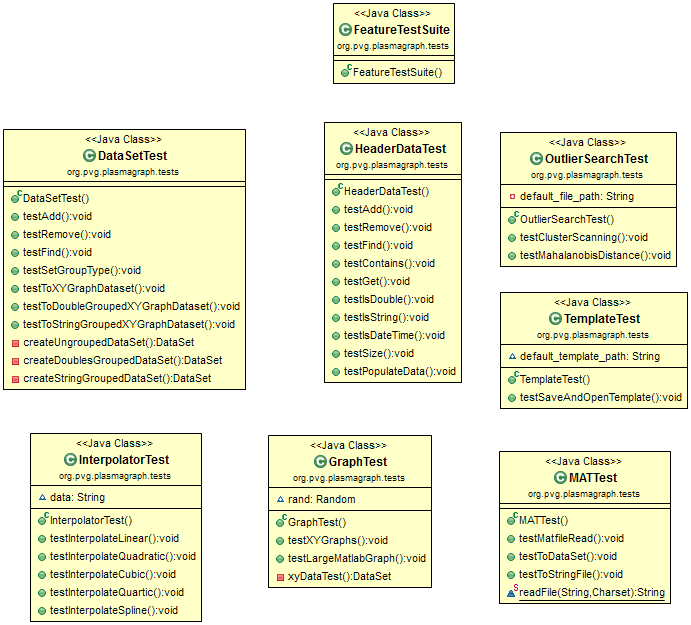 <<Java Class>>
FeatureTestSuite
org.pvg.plasmagraph.tests
FeatureTestSuite()
<<Java Class>>
DataSetTest
org.pvg.plasmagraph.tests
DataSetTest()
testAdd():void
testRemove():void
testFind():void
testSetGroupType():void
testToXYGraphDataset():void
testToDoubleGroupedXYGraphDataset():void
testToStringGroupedXYGraphDataset():void
createUngroupedDataSet():DataSet
createDoublesGroupedDataSet():DataSet
createStringGroupedDataSet():DataSet
<<Java Class>>
HeaderDataTest
org.pvg.plasmagraph.tests
HeaderDataTest()
testAdd():void
testRemove():void
testFind():void
testContains():void
testGet():void
testIsDouble():void
testIsString():void
testIsDateTime():void
testSize():void
testPopulateData():void
<<Java Class>>
OutlierSearchTest
org.pvg.plasmagraph.tests
default_file_path: String
OutlierSearchTest()
testClusterScanning():void
testMahalanobisDistance():void
<<Java Class>>
TemplateTest
org.pvg.plasmagraph.tests
default_template_path: String
TemplateTest()
testSaveAndOpenTemplate():void
<<Java Class>>
InterpolatorTest
org.pvg.plasmagraph.tests
data: String
InterpolatorTest()
testInterpolateLinear():void
testInterpolateQuadratic():void
testInterpolateCubic():void
testInterpolateQuartic():void
testInterpolateSpline():void
<<Java Class>>
GraphTest
org.pvg.plasmagraph.tests
rand: Random
GraphTest()
testXYGraphs():void
testLargeMatlabGraph():void
xyDataTest():DataSet
<<Java Class>>
MATTest
org.pvg.plasmagraph.tests
MATTest()
testMatfileRead():void
testToDataSet():void
testToStringFile():void
readFile(String,Charset):String